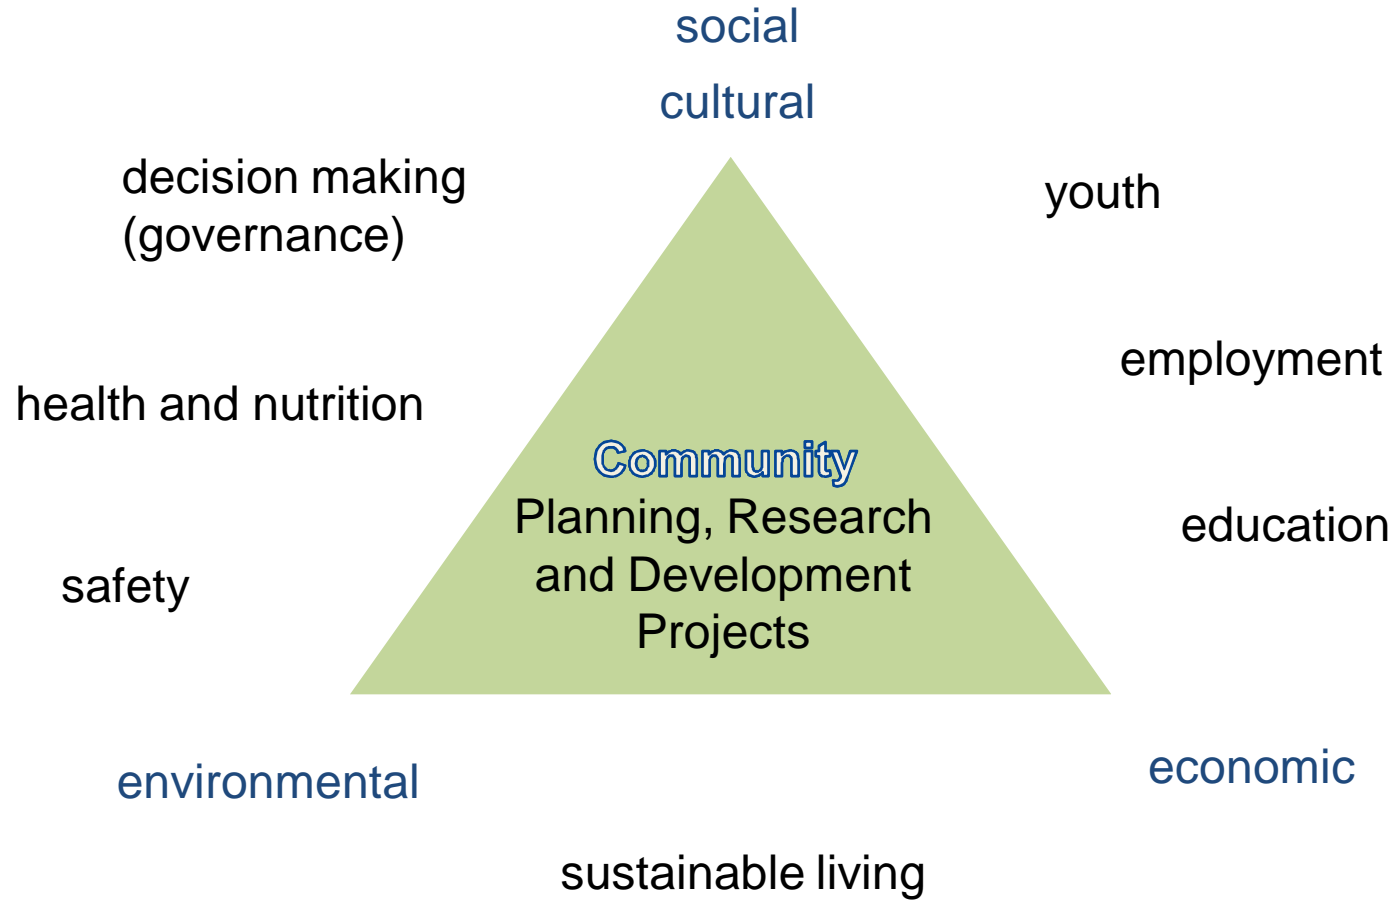 social
cultural
decision making
(governance)
youth
employment
health and nutrition
Community
Planning, Research
and Development
Projects
education
safety
environmental
economic
sustainable living